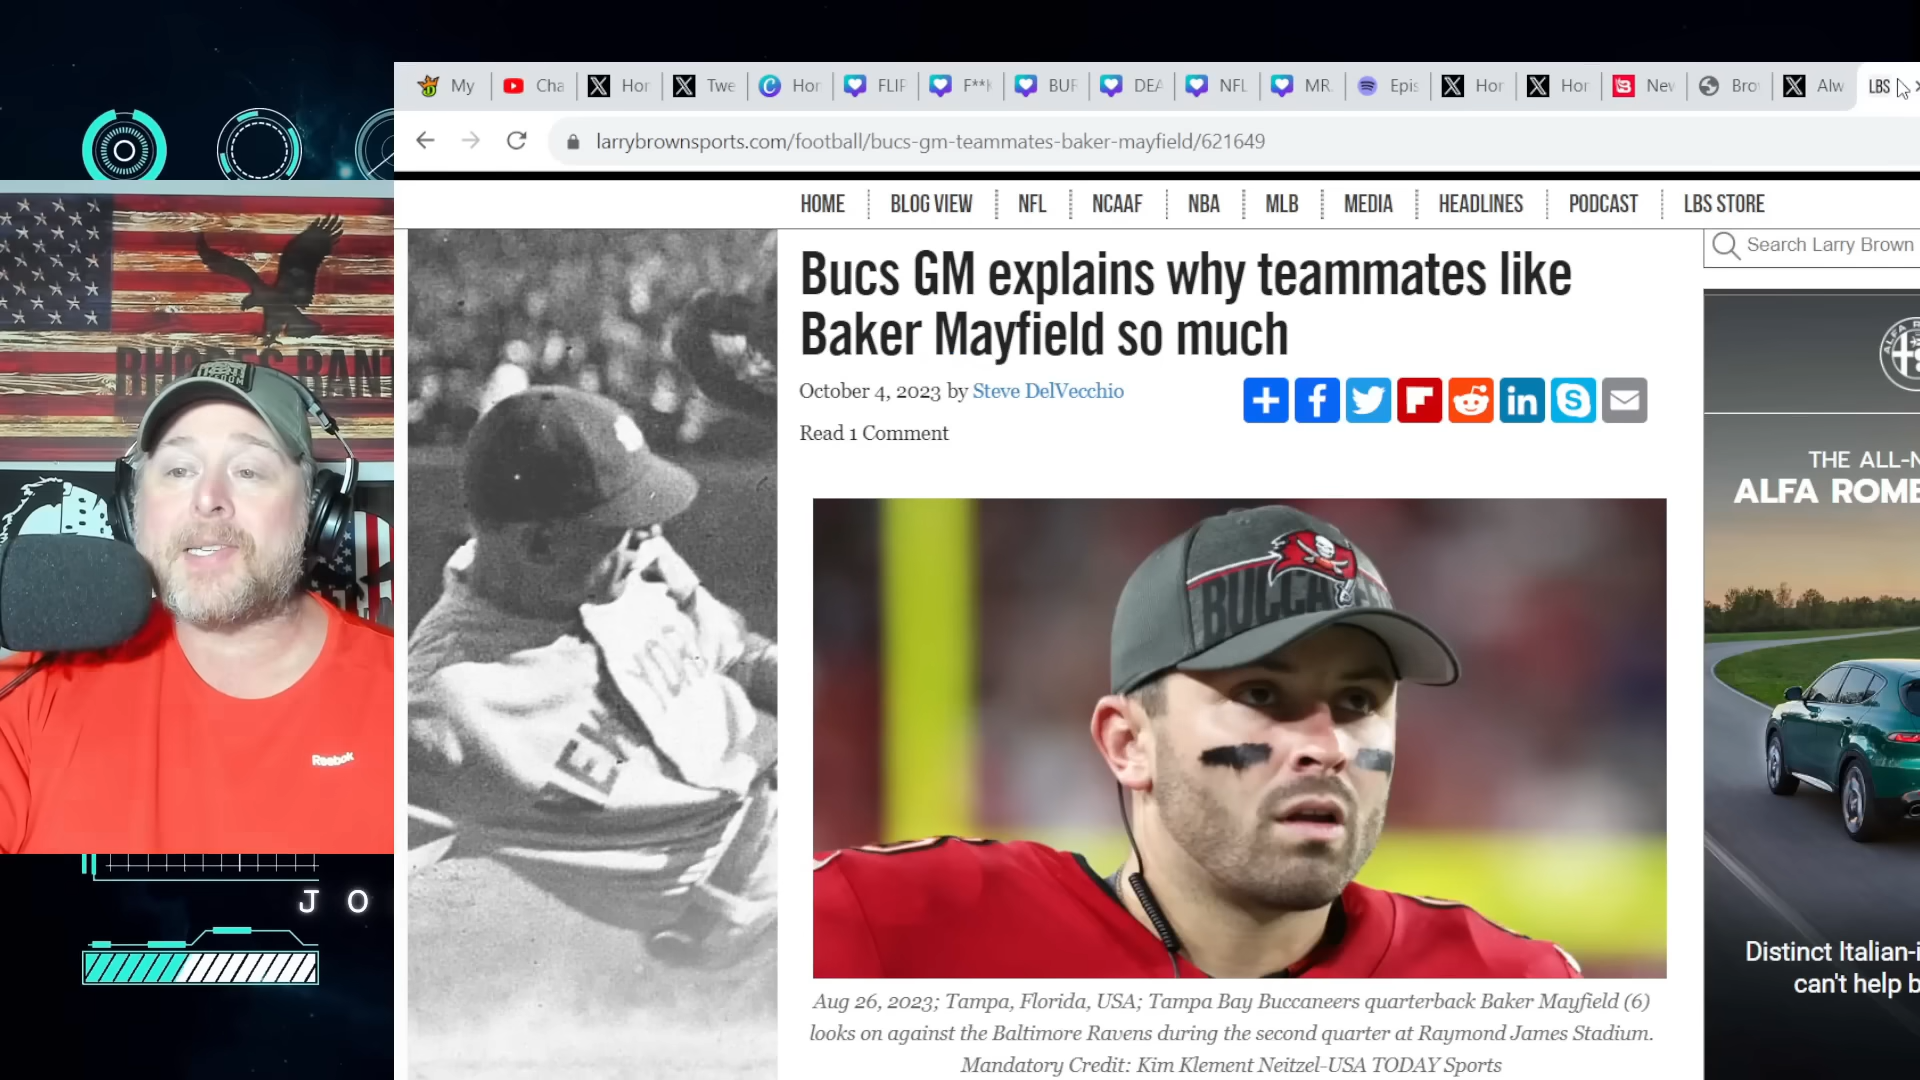 My
Cha
Hor
Twe
Hor
FLIP
F**k
BUF
DEA
NFL
MR.
Epis
Hor
Hor
Nev
Bro
Alw
LBS
larrybrownsports.com/football/bucs-gm-teammates-baker-mayfield/621649
HOME
BLOG VIEW
NFL
NCAAF
NBA
MLB
MEDIA
HEADLINES
PODCAST
LBS STORE
Search Larry Brown
Bucs GM explains why teammates like
Baker Mayfield so much
October 4, 2023 by Steve DelVecchio
Read 1 Comment
BUCCA
Aug 26, 2023; Tampa, Florida, USA; Tampa Bay Buccaneers quarterback Baker Mayfield (6)
looks on against the Baltimore Ravens during the second quarter at Raymond James Stadium.
Mandatory Credit: Kim Klement Neitzel-USA TODAY Sports
THE ALL-N
ALFA ROME
Distinct Italian-i
can't help b
RHODES RANT
Reebok
J O